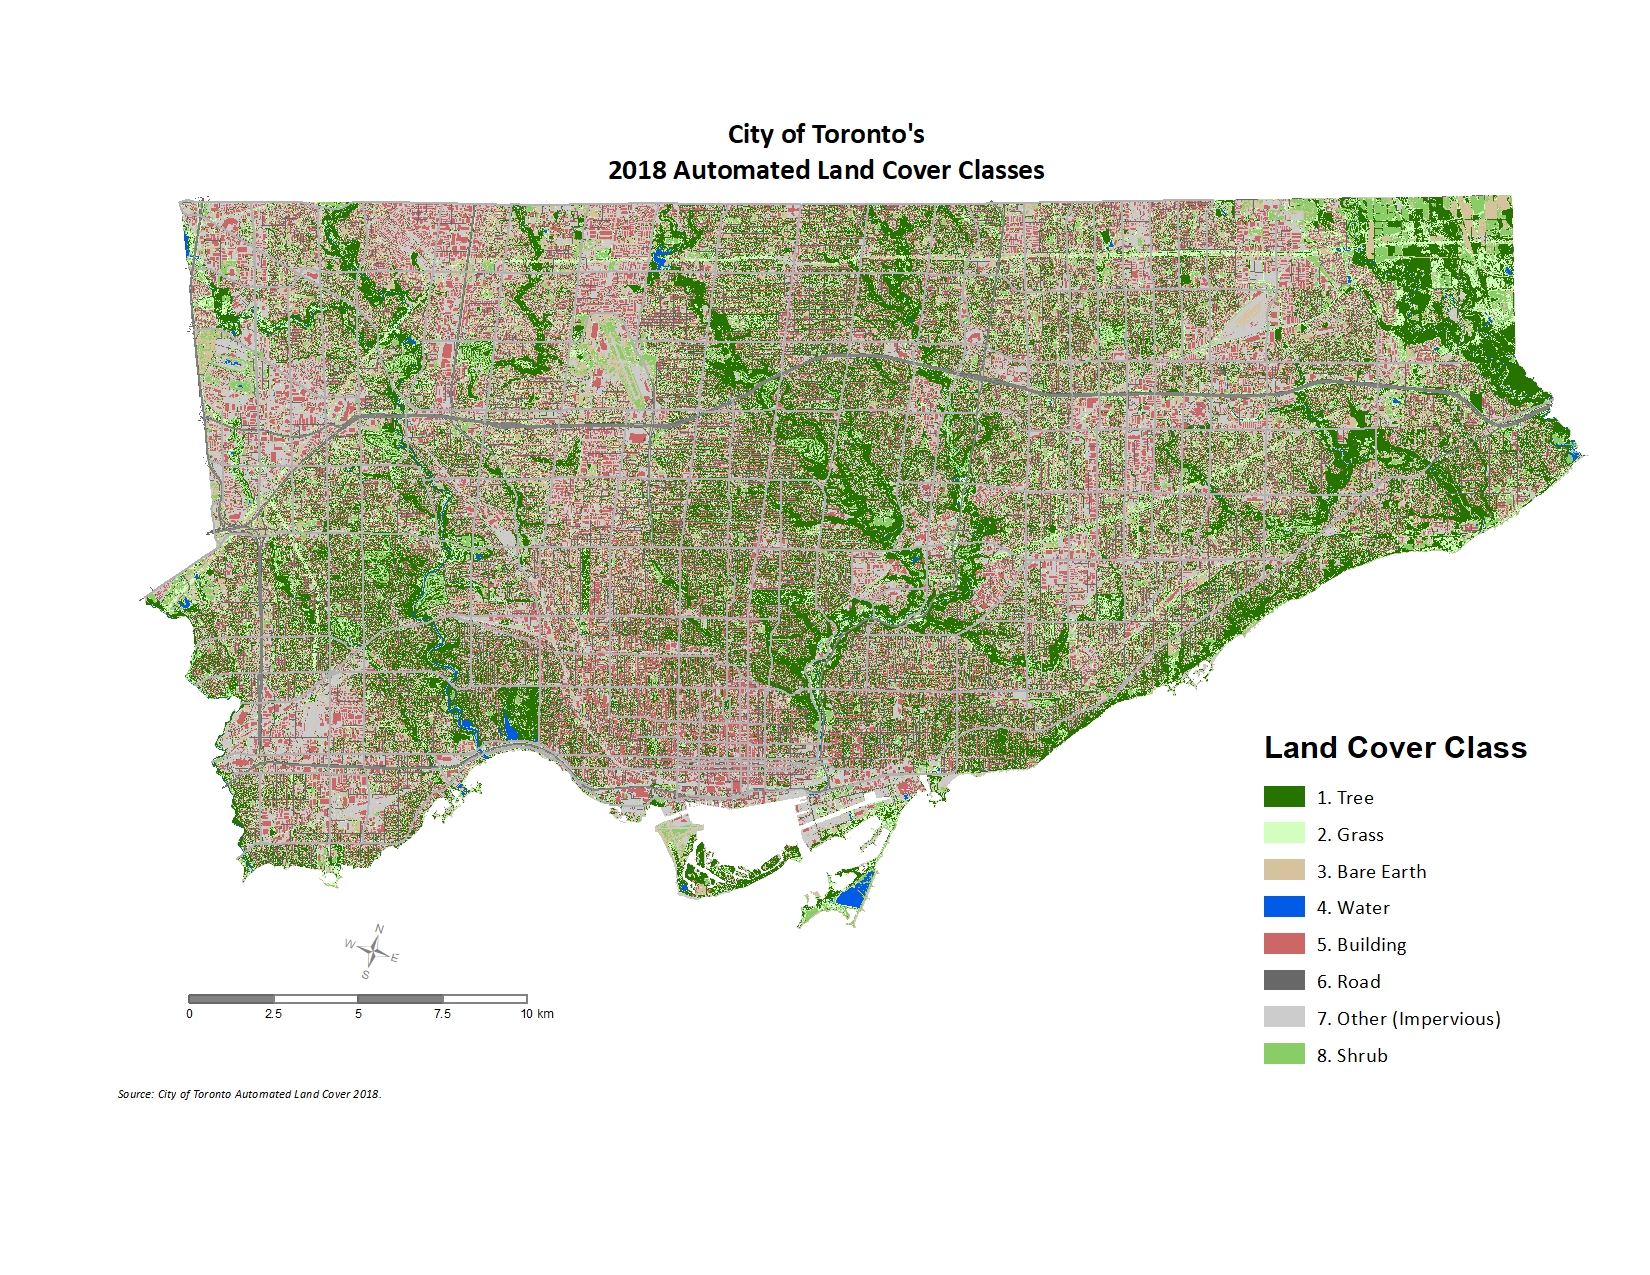 City of Toronto's
2018 Automated Land Cover Classes
Land Cover Class
1. Tree
2. Grass
3. Bare Earth
4. Water
5. Building
6. Road
7. Other (Impervious)
8. Shrub
N
W
E
S
0 2.5 5 7.5 10 km
Source: City of Toronto Automated Land Cover 2018.